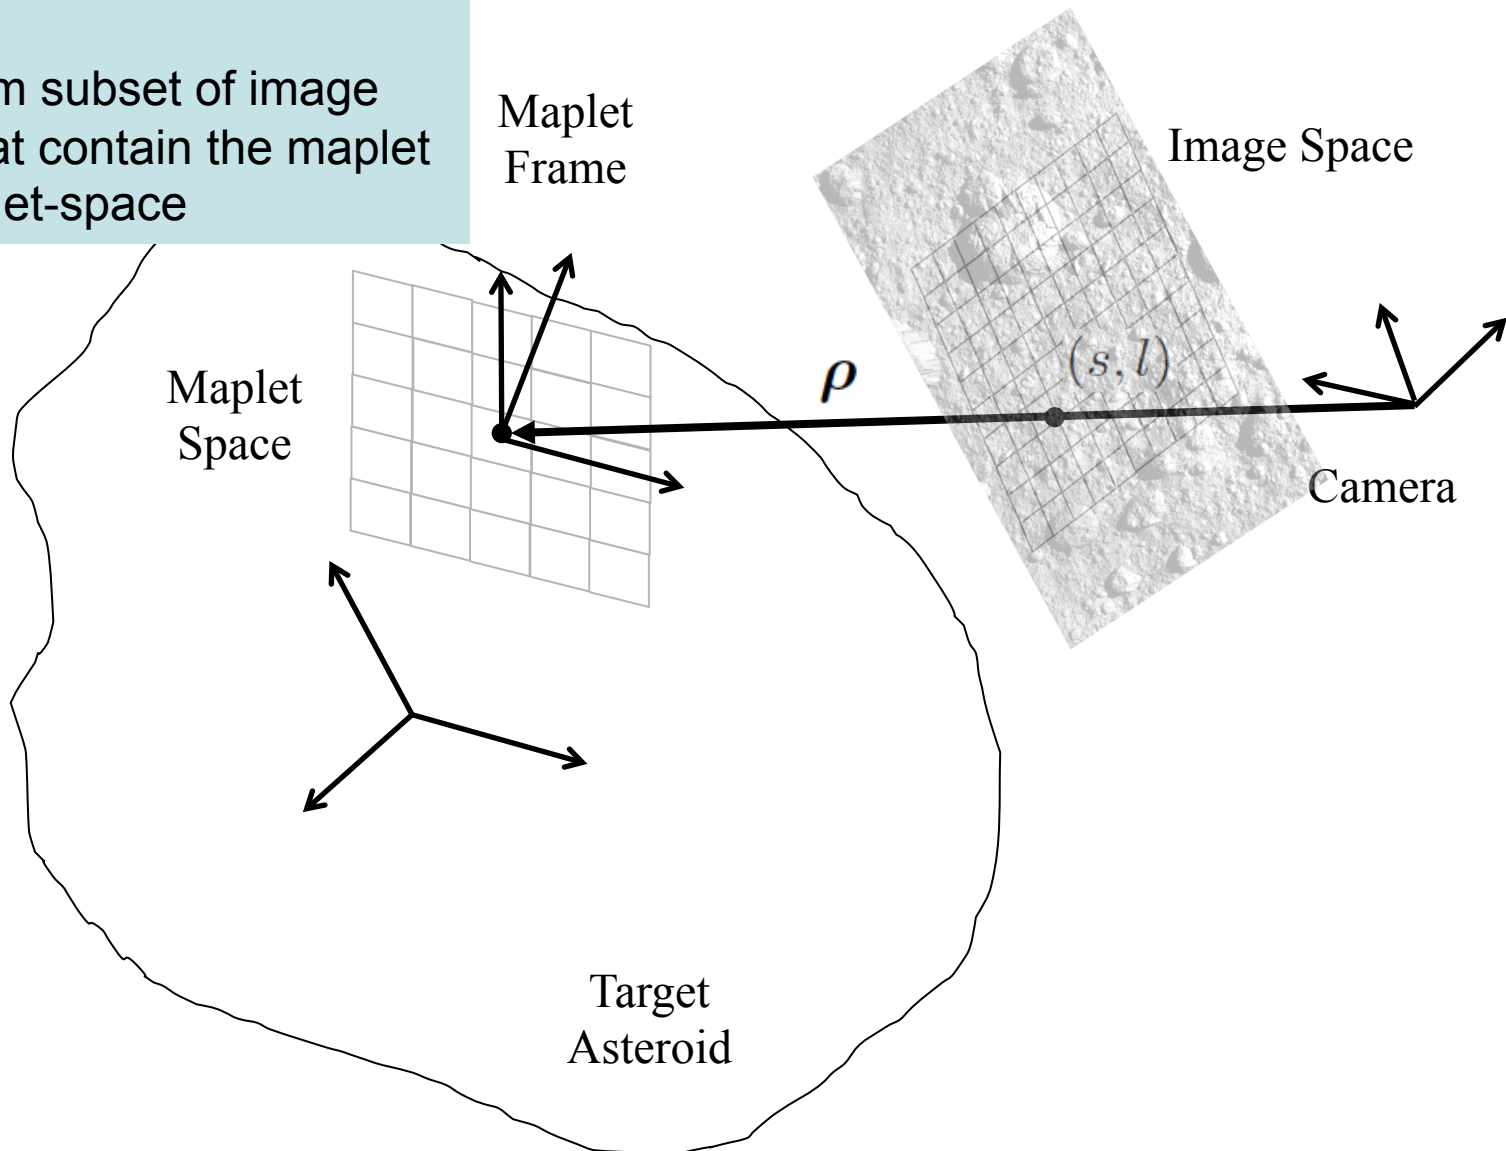 m subset of image
at contain the maplet
et-space
Maplet
Frame
Image Space
Maplet
Space
ρ
(s, l)
Camera
Target
Asteroid